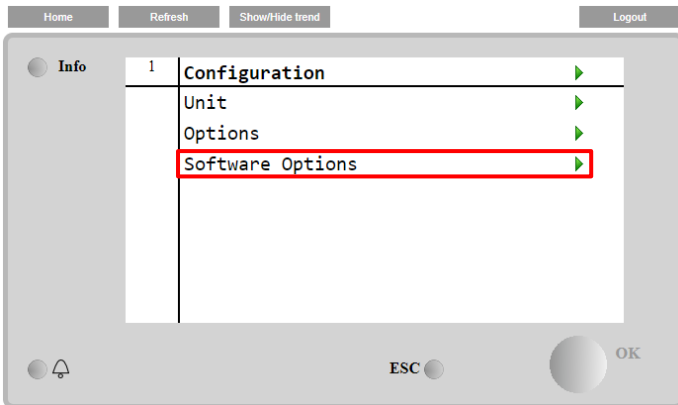 Home Refresh Show/Hide trend Logout
Info 1 Configuration
Unit
Options
Software Options
ESC OK